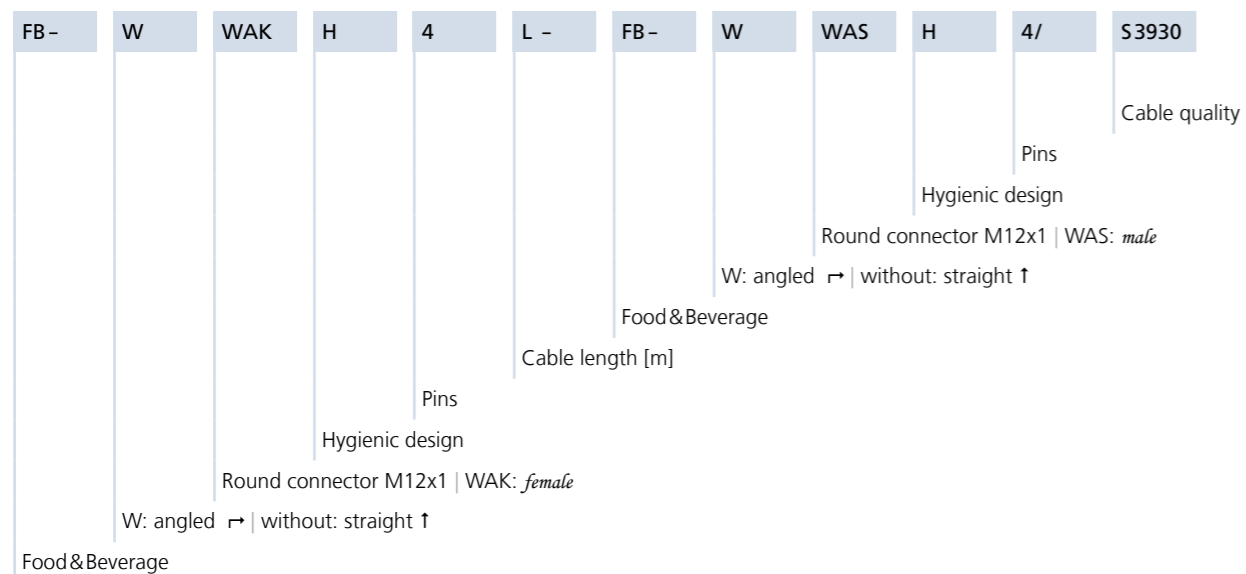 FB– W WAK H 4 L – FB– W WAS H 4/ S3930
Cable quality
Pins
Hygienic design
Round connector M12x1 | WAS: male
W: angled ↱ | without: straight ↑
Food&Beverage
Cable length [m]
Pins
Hygienic design
Round connector M12x1 | WAK: female
W: angled ↱ | without: straight ↑
Food&Beverage